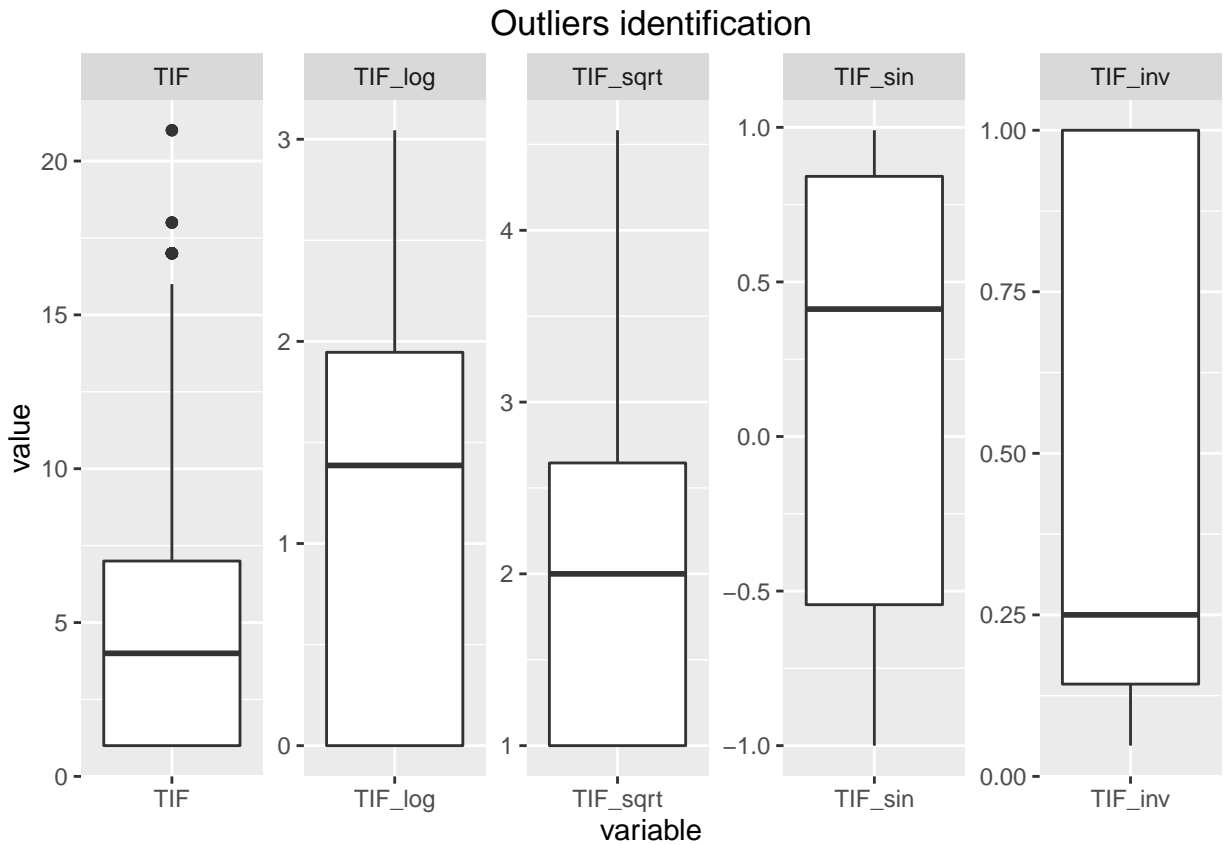 Outliers identification
TIF
TIF_log
TIF_sqrt
TIF_sin
TIF_inv
value
20
15
10
5
0
3
2
1
0
4
3
2
1
1.0
0.5
0.0
−0.5
−1.0
1.00
0.75
0.50
0.25
0.00
TIF
TIF_log
TIF_sqrt
TIF_sin
TIF_inv
variable